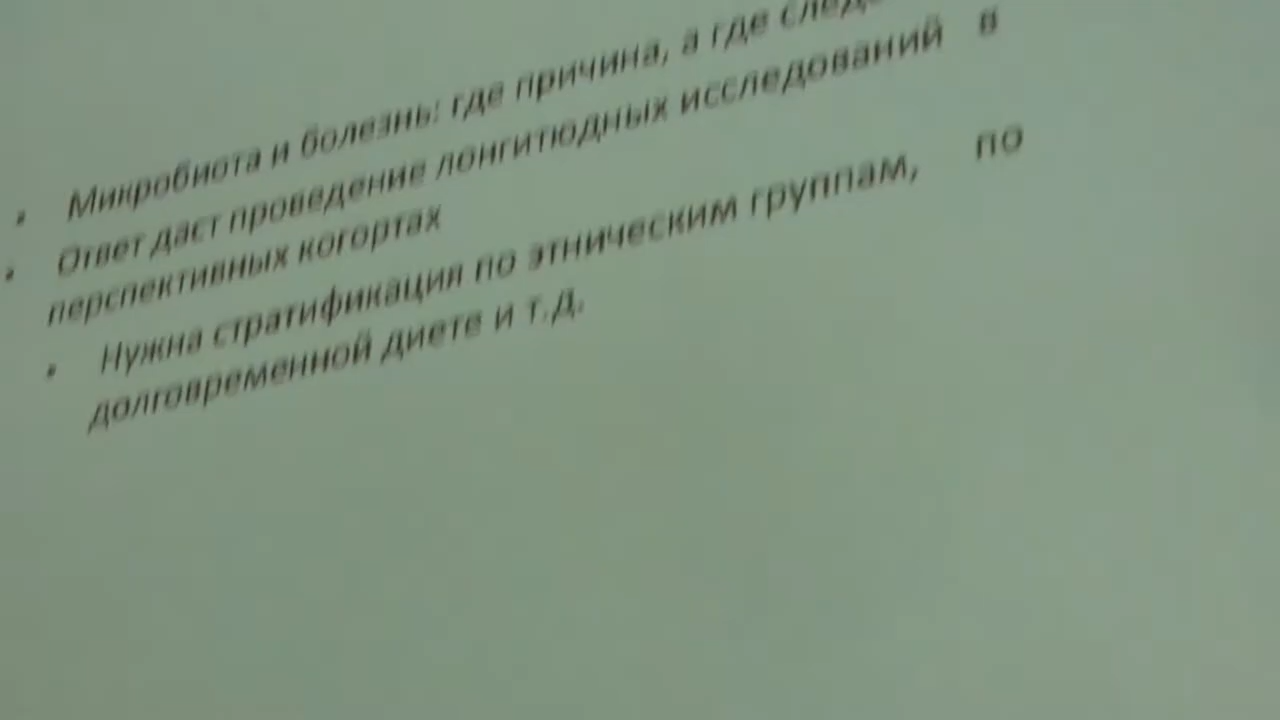 • Микробиота и болезнь: где причина, а где
• Ответ даст проведение лонгитюдных исследований в
перспективных когортах
• Нужна стратификация по этническим группам, по
долговременной диете и т.д.